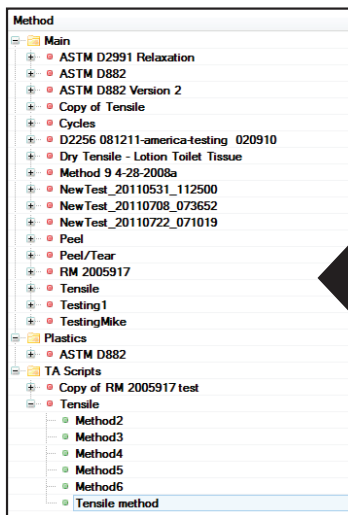 Method
Main
ASTM D2991 Relaxation
ASTM D882
ASTM D882 Version 2
Copy of Tensile
Cycles
D2256 081211-america-testing 020910
Dry Tensile - Lotion Toilet Tissue
Method 9 4-28-2008a
NewTest_20110531_112500
NewTest_20110708_073652
NewTest_20110722_071019
Peel
Peel/Tear
RM 2005917
Tensile
Testing1
TestingMike
Plastics
ASTM D882
TA Scripts
Copy of RM 2005917 test
Tensile
Method2
Method3
Method4
Method5
Method6
Tensile method